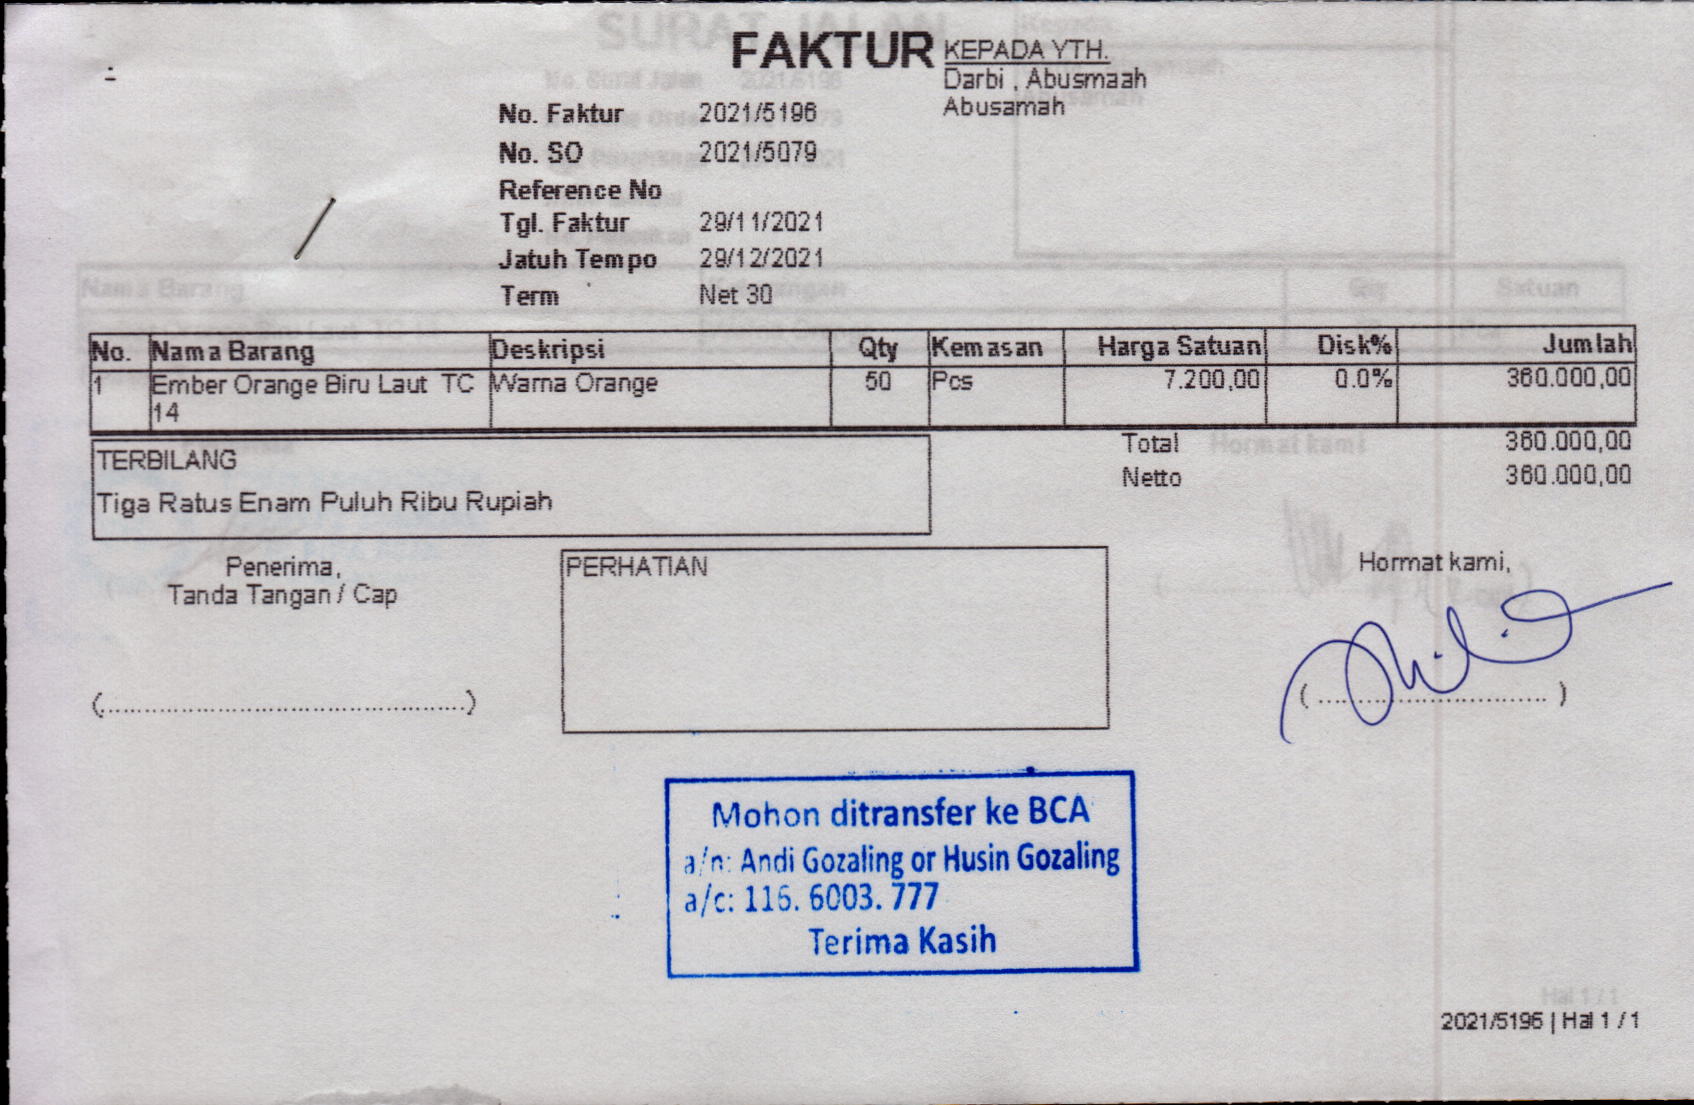 FAKTUR
KEPADA YTH.
Darbi , Abusmaah
Abusamah
No. Faktur 2021/5196
No. SO 2021/5079
Reference No
Tgl. Faktur 29/11/2021
Jatuh Tempo 29/12/2021
Term Net 30
No. Nama Barang Deskripsi Qty Kemasan Harga Satuan Disk% Jumlah
1 Ember Orange Biru Laut TC Warna Orange 50 Pcs 7.200,00 0.0% 360.000,00
14
Total 360.000,00
Netto 360.000,00
TERBILANG
Tiga Ratus Enam Puluh Ribu Rupiah
Penerima,
Tanda Tangan / Cap
PERHATIAN
Hormat kami,
Mohon ditransfer ke BCA
a/n: Andi Gozaling or Husin Gozaling
a/c: 116. 6003. 777
Terima Kasih
2021/5196 | Hal 1 / 1